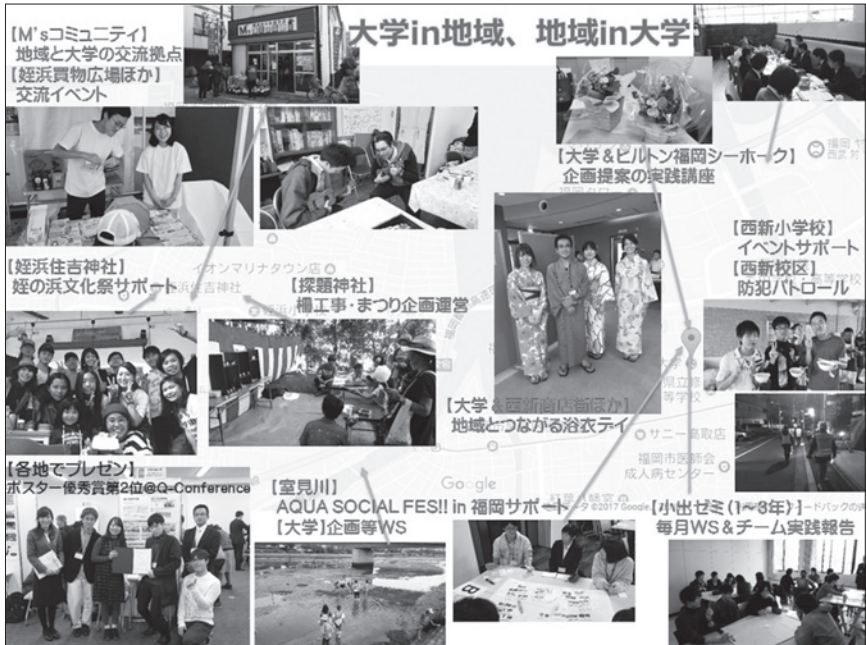 大学in地域、地域in大学
【M'sコミュニティ】
地域と大学の交流拠点
【姪浜買物広場ほか】
交流イベント
【大学＆ヒルトン福岡シーホーク】
企画提案の実践講座
【西新小学校】
イベントサポート
【西新校区】
防犯パトロール
【姪浜住吉神社】
姪の浜文化祭サポート
イオンマリナタウン店
住吉神社
【探題神社】
柵工事・まつり企画運営
【大学＆西新商店街ほか】
地域とつながる浴衣デイ
サニー高取店
福岡市医師会
成人病センター
【各地でプレゼン】
ポスター優秀賞第2位@Q-Conference
【室見川】
AQUA SOCIAL FES!! in 福岡サポート
【大学】企画等WS
Google
©2017 Google
【小出ゼミ（1～3年）】
毎月WS＆チーム実践報告